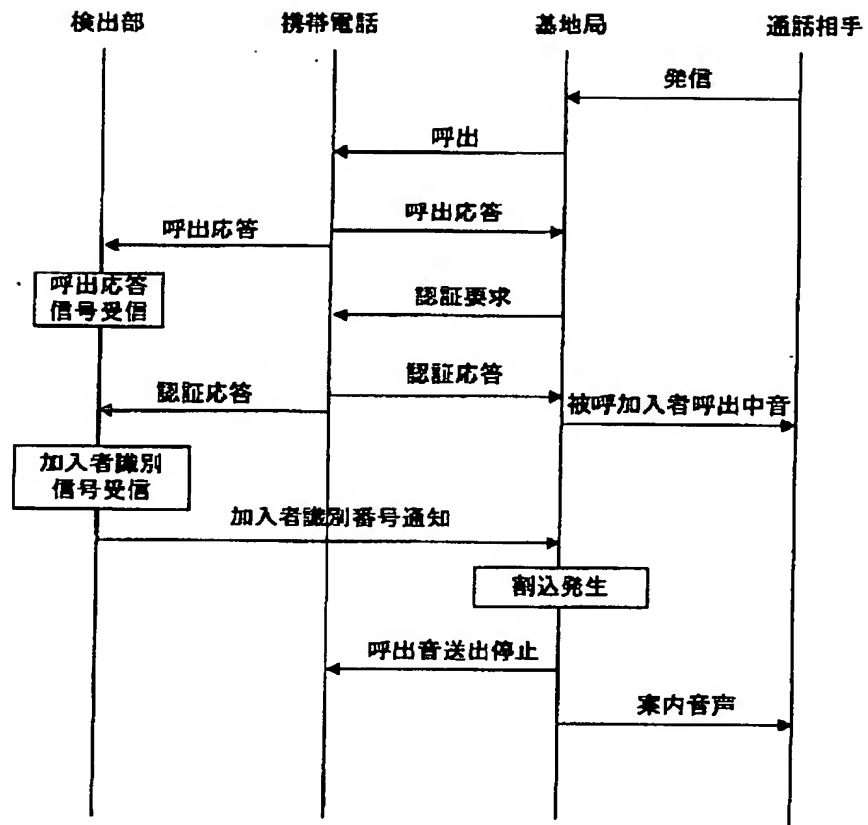 検出部 携帯電話 基地局 通話相手
発信
呼出
呼出応答
呼出応答
呼出応答
信号受信
認証要求
認証応答
認証応答
被呼加入者呼出中音
加入者識別
信号受信
加入者識別番号通知
割込発生
呼出音送出停止
案内音声